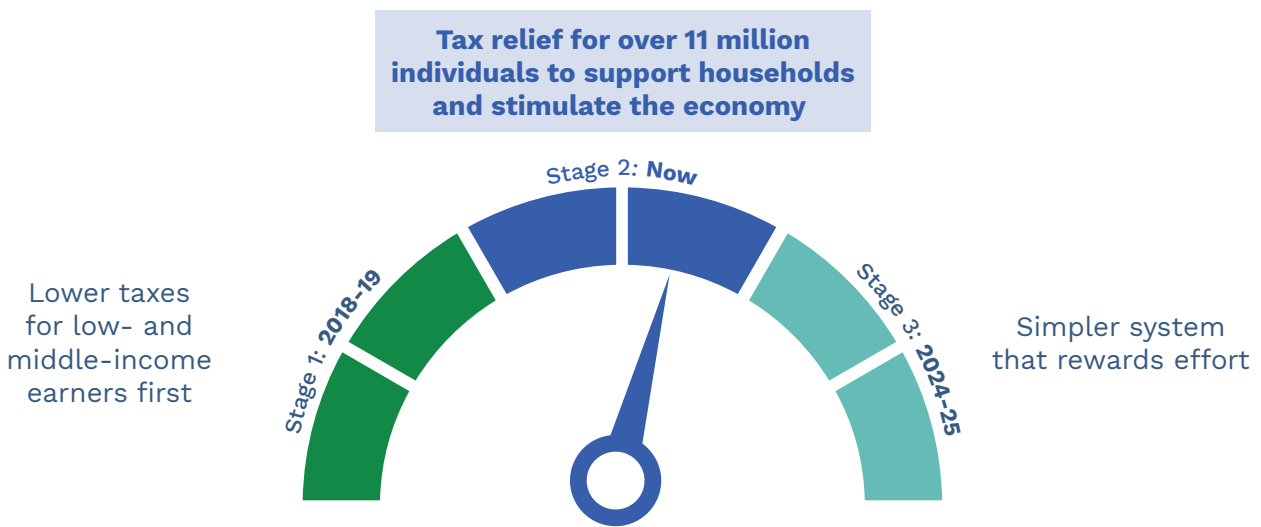 Tax relief for over 11 million
individuals to support households
and stimulate the economy
Stage 2: Now
Stage 1: 2018-19
Lower taxes
for low- and
middle-income
earners first
Stage 3: 2024-25
Simpler system
that rewards effort